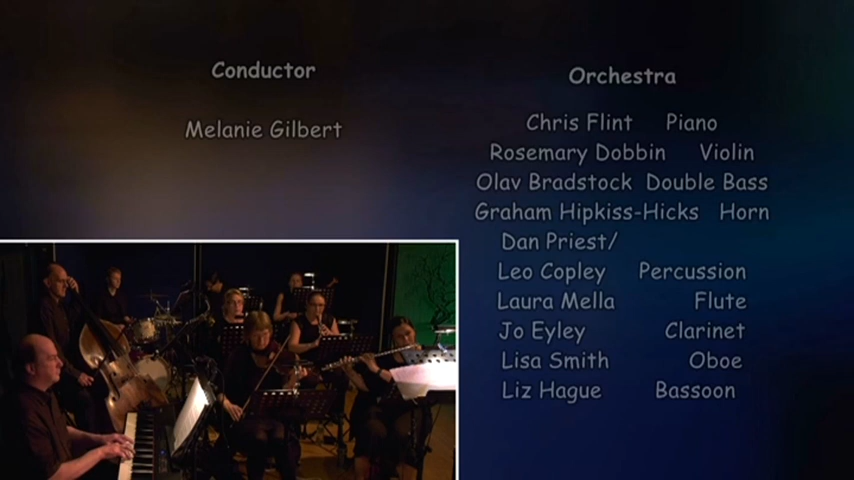 Conductor
Melanie Gilbert
Orchestra
Chris Flint Piano
Rosemary Dobbin Violin
Olav Bradstock Double Bass
Graham Hipkiss-Hicks Horn
Dan Priest/
Leo Copley Percussion
Laura Mella Flute
Jo Eyley Clarinet
Lisa Smith Oboe
Liz Hague Bassoon